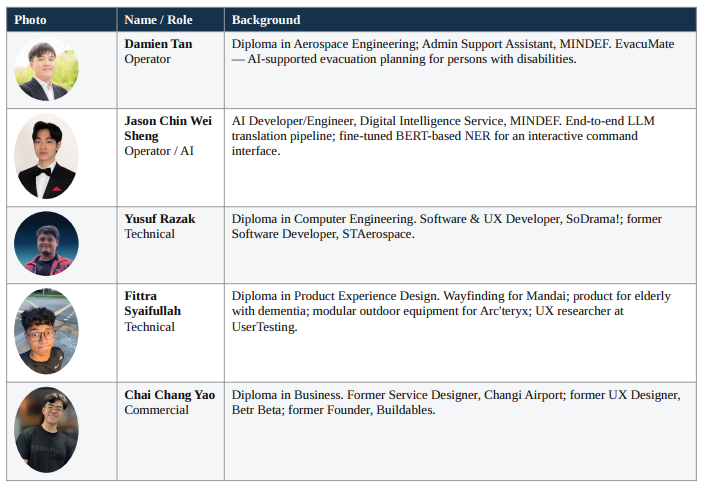 Photo Name / Role Background
Damien Tan
Operator
Diploma in Aerospace Engineering; Admin Support Assistant, MINDEF. EvacuMate
— AI-supported evacuation planning for persons with disabilities.
Jason Chin Wei
Sheng
Operator / AI
AI Developer/Engineer, Digital Intelligence Service, MINDEF. End-to-end LLM
translation pipeline; fine-tuned BERT-based NER for an interactive command
interface.
Yusuf Razak
Technical
Diploma in Computer Engineering. Software & UX Developer, SoDrama!; former
Software Developer, STAerospace.
Fittra
Syaifullah
Technical
Diploma in Product Experience Design. Wayfinding for Mandai; product for elderly
with dementia; modular outdoor equipment for Arc'teryx; UX researcher at
UserTesting.
Chai Chang Yao
Commercial
Diploma in Business. Former Service Designer, Changi Airport; former UX Designer,
Betr Beta; former Founder, Buildables.